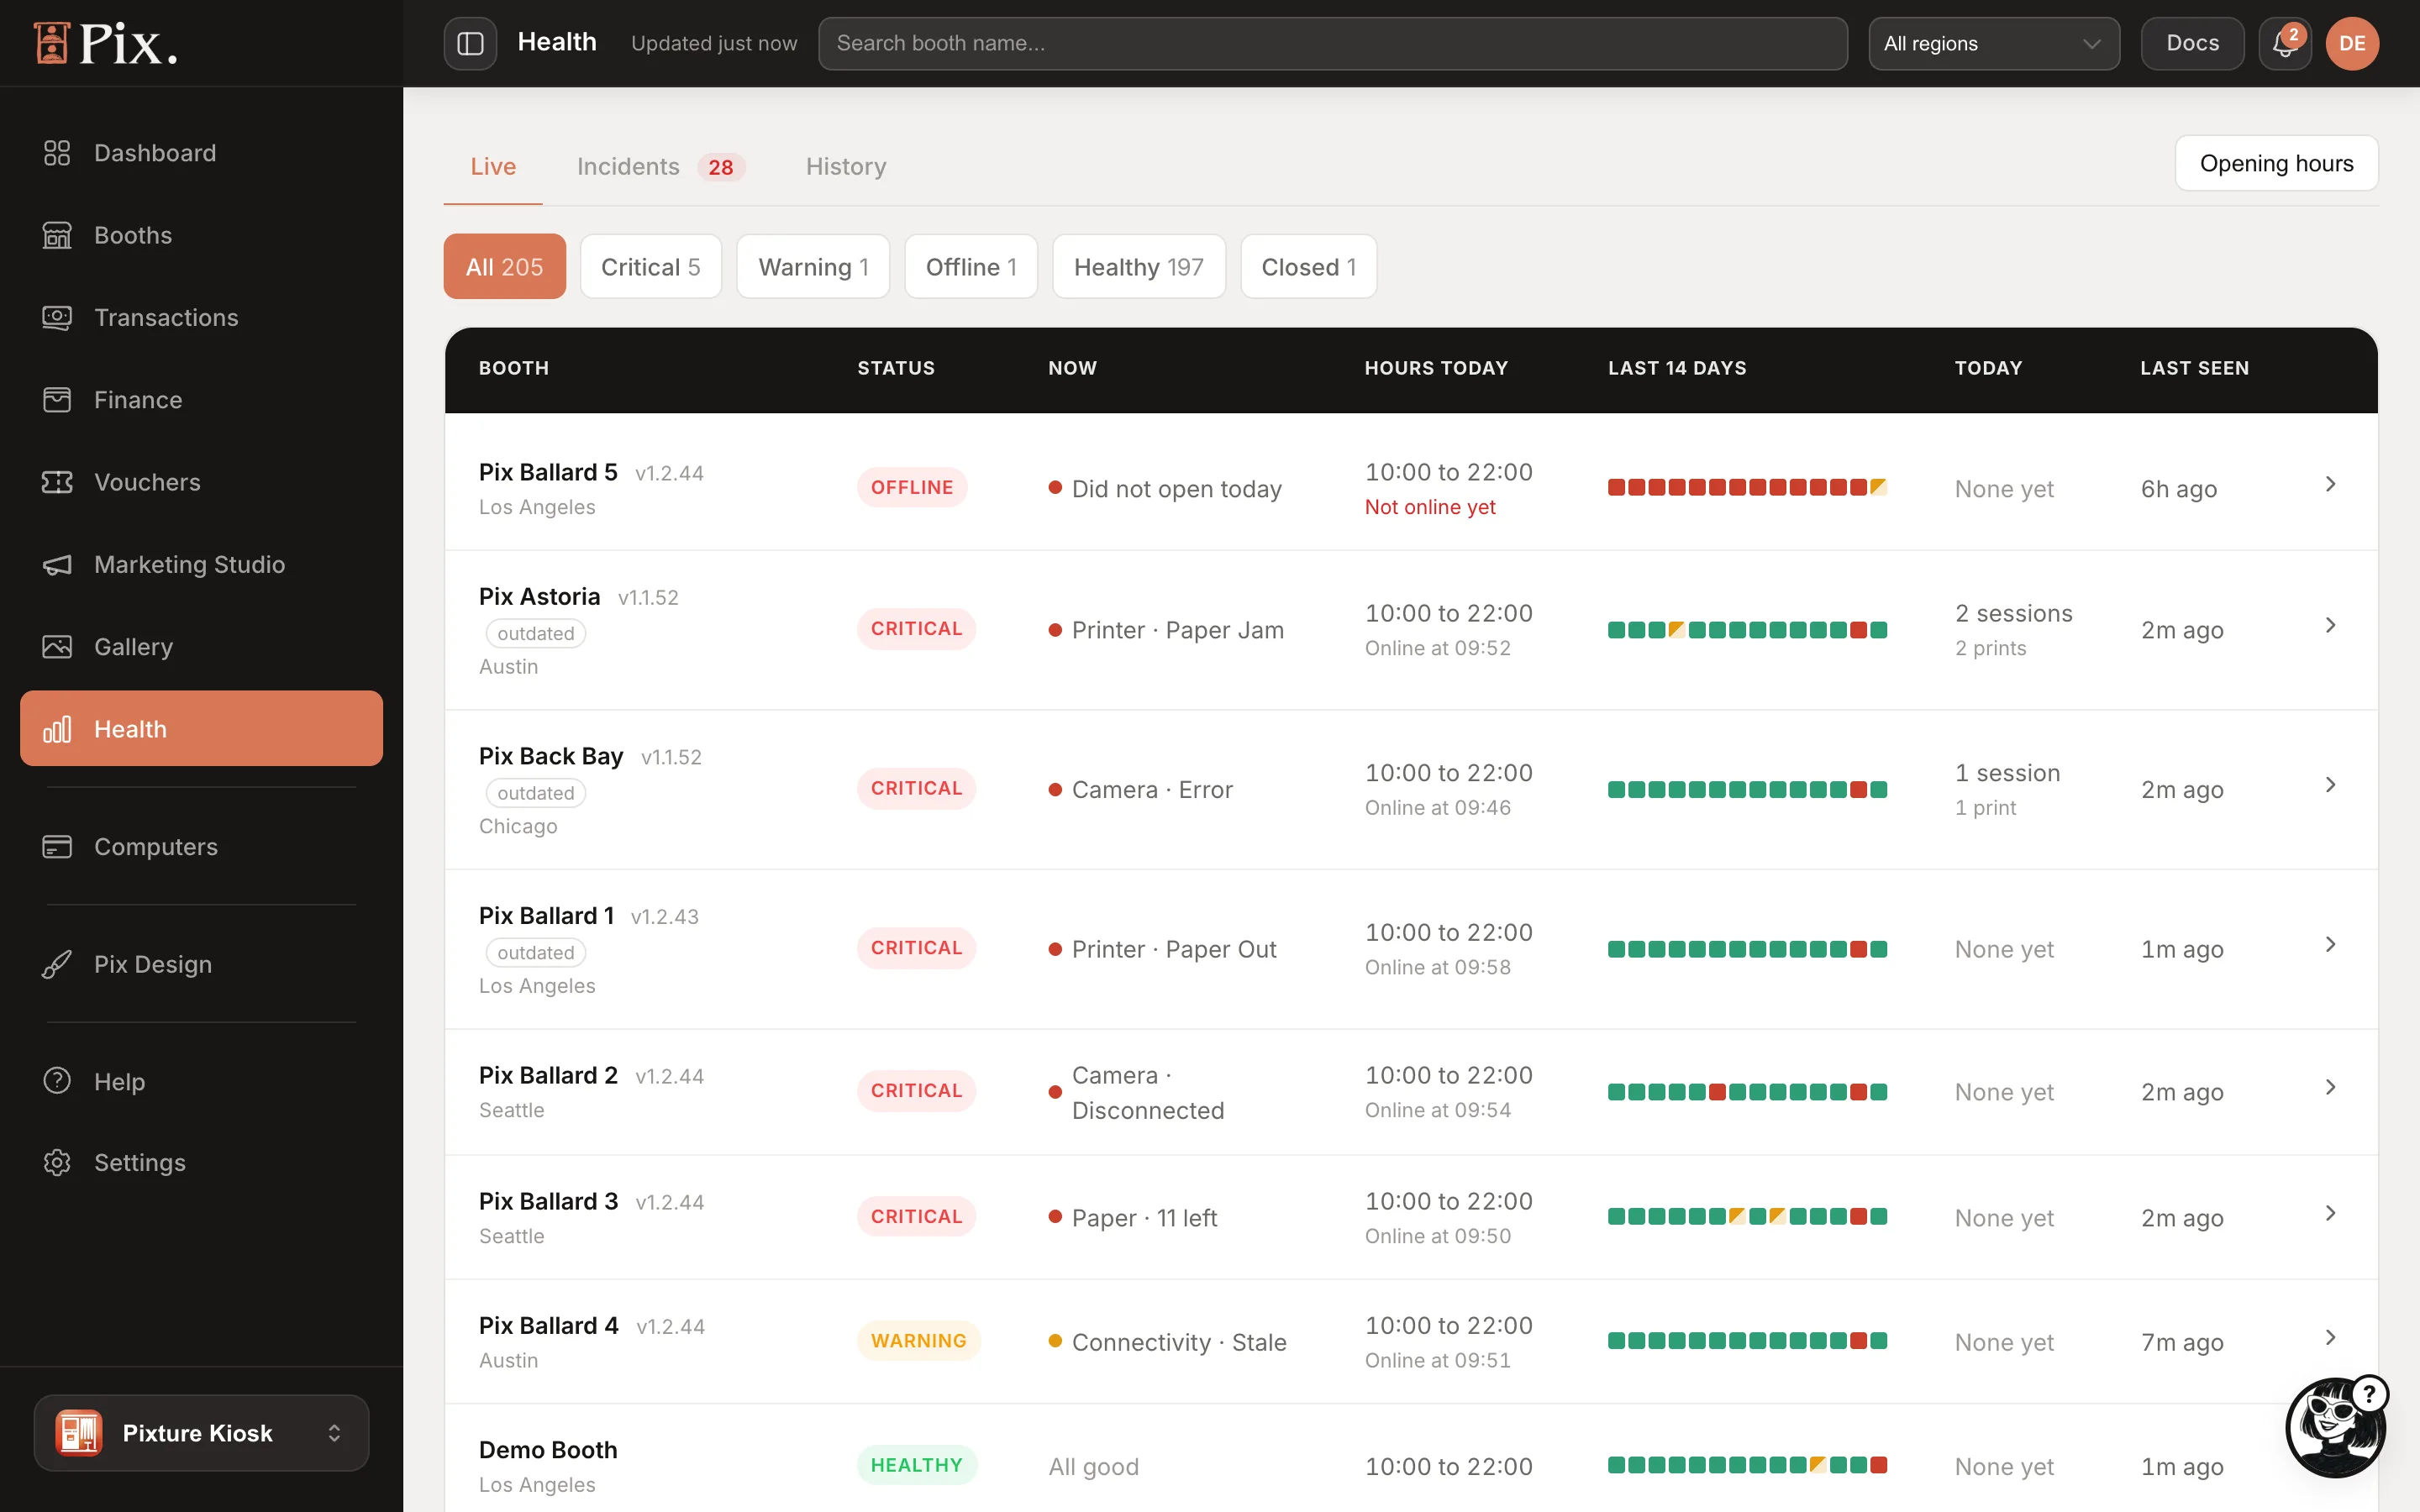 Pix.
Health
Updated just now
Search booth name...
All regions
Docs
2
DE
Dashboard
Booths
Transactions
Finance
Vouchers
Marketing Studio
Gallery
Health
Computers
Pix Design
Help
Settings
Pixture Kiosk
Live
Incidents 28
History
Opening hours
All 205
Critical 5
Warning 1
Offline 1
Healthy 197
Closed 1
BOOTH STATUS NOW HOURS TODAY LAST 14 DAYS TODAY LAST SEEN
Pix Ballard 5 v1.2.44
Los Angeles
OFFLINE
Did not open today
10:00 to 22:00
Not online yet
None yet
6h ago
Pix Astoria v1.1.52
outdated
Austin
CRITICAL
Printer · Paper Jam
10:00 to 22:00
Online at 09:52
2 sessions
2 prints
2m ago
Pix Back Bay v1.1.52
outdated
Chicago
CRITICAL
Camera · Error
10:00 to 22:00
Online at 09:46
1 session
1 print
2m ago
Pix Ballard 1 v1.2.43
outdated
Los Angeles
CRITICAL
Printer · Paper Out
10:00 to 22:00
Online at 09:58
None yet
1m ago
Pix Ballard 2 v1.2.44
Seattle
CRITICAL
Camera ·
Disconnected
10:00 to 22:00
Online at 09:54
None yet
2m ago
Pix Ballard 3 v1.2.44
Seattle
CRITICAL
Paper · 11 left
10:00 to 22:00
Online at 09:50
None yet
2m ago
Pix Ballard 4 v1.2.44
Austin
WARNING
Connectivity · Stale
10:00 to 22:00
Online at 09:51
None yet
7m ago
Demo Booth
Los Angeles
HEALTHY
All good
10:00 to 22:00
None yet
1m ago
?